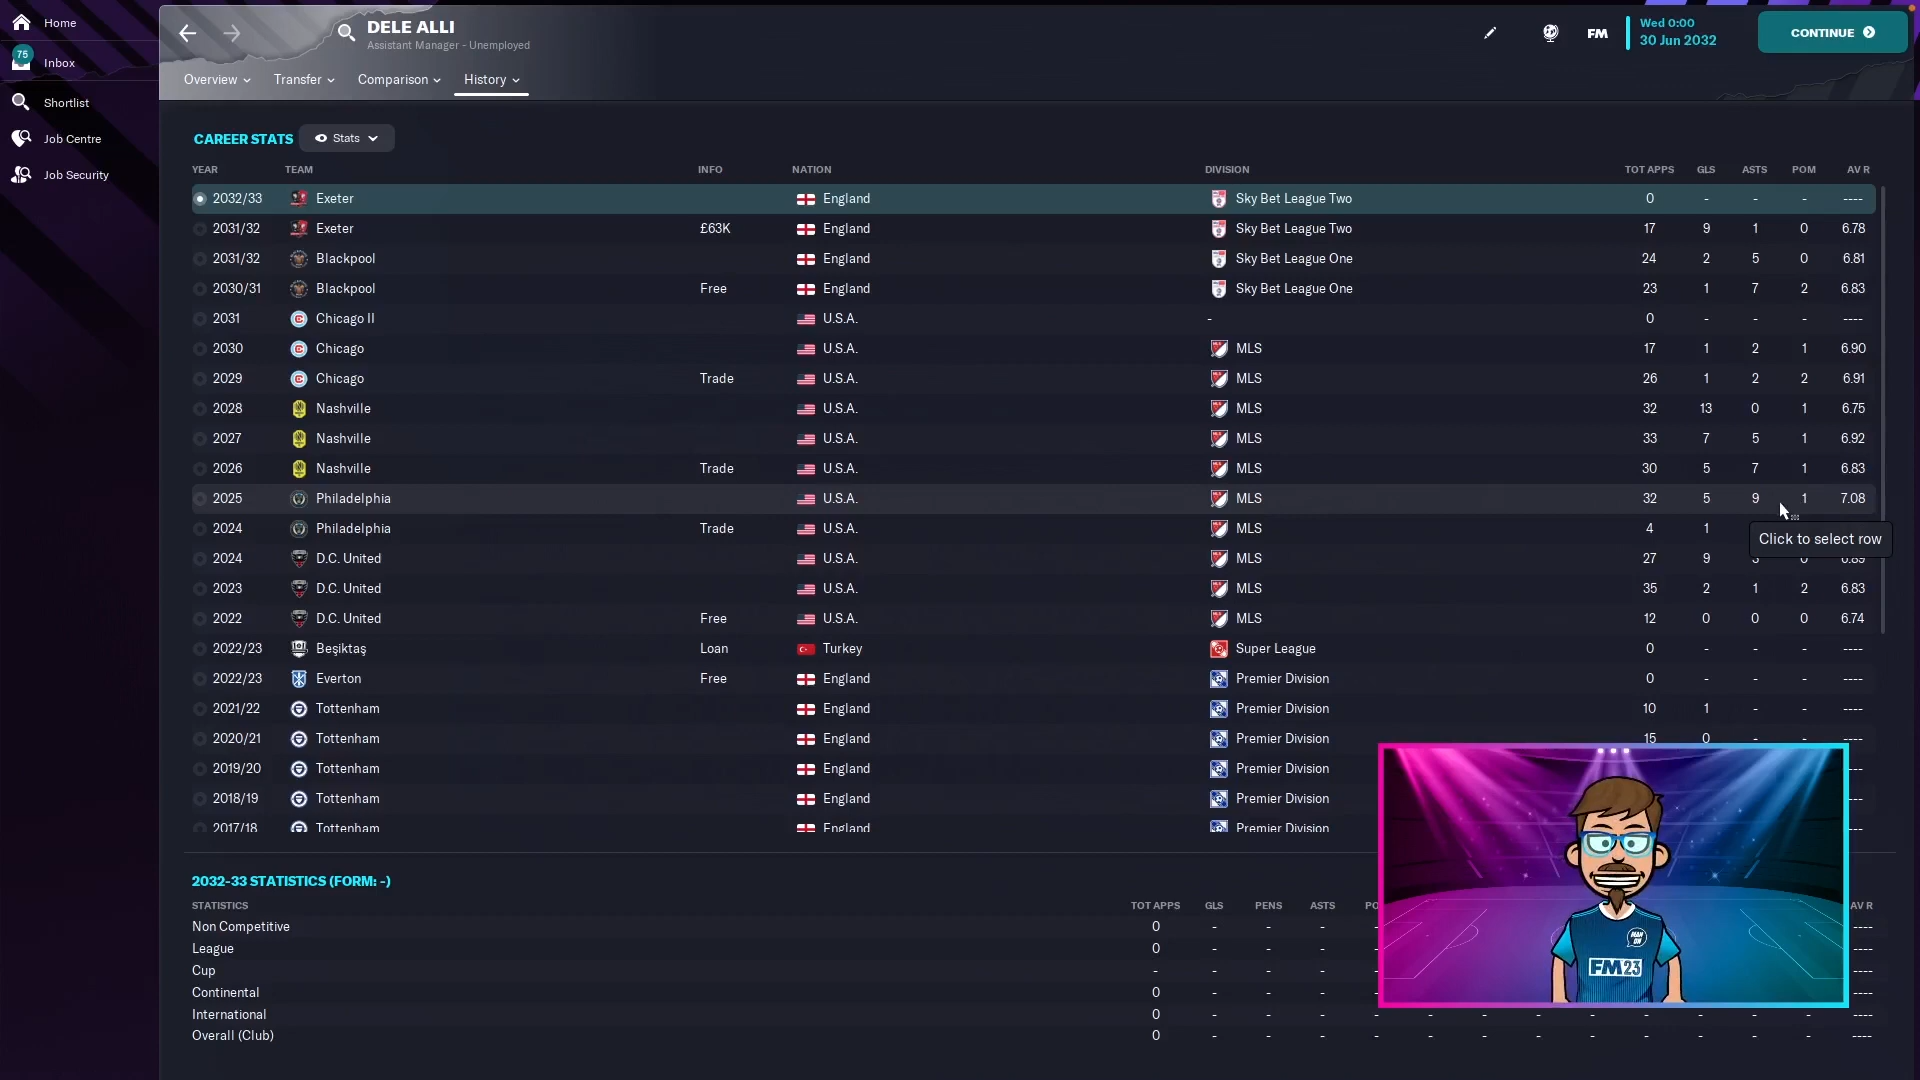 Home
75
Inbox
Shortlist
Job Centre
Job Security
DELE ALLI
Assistant Manager - Unemployed
FM
Wed 0:00
30 Jun 2032
CONTINUE
Overview Transfer Comparison History
CAREER STATS Stats
YEAR TEAM INFO NATION DIVISION TOT APPS GLS ASTS POM AV R
2032/33 Exeter England Sky Bet League Two 0 - - - ----
2031/32 Exeter £63K England Sky Bet League Two 17 9 1 0 6.78
2031/32 Blackpool England Sky Bet League One 24 2 5 0 6.81
2030/31 Blackpool Free England Sky Bet League One 23 1 7 2 6.83
2031 Chicago II U.S.A. - 0 - - - ----
2030 Chicago U.S.A. MLS 17 1 2 1 6.90
2029 Chicago Trade U.S.A. MLS 26 1 2 2 6.91
2028 Nashville U.S.A. MLS 32 13 0 1 6.75
2027 Nashville U.S.A. MLS 33 7 5 1 6.92
2026 Nashville Trade U.S.A. MLS 30 5 7 1 6.83
2025 Philadelphia U.S.A. MLS 32 5 9 1 7.08
2024 Philadelphia Trade U.S.A. MLS 4 1
Click to select row
2024 D.C. United U.S.A. MLS 27 9
2023 D.C. United U.S.A. MLS 35 2 1 2 6.83
2022 D.C. United Free U.S.A. MLS 12 0 0 0 6.74
2022/23 Beşiktaş Loan Turkey Super League 0 - - - ----
2022/23 Everton Free England Premier Division 0 - - - ----
2021/22 Tottenham England Premier Division 10 1 - - ----
2020/21 Tottenham England Premier Division 15 0 - - ----
2019/20 Tottenham England Premier Division
2018/19 Tottenham England Premier Division
2017/18 Tottenham England Premier Division
2032-33 STATISTICS (FORM: -)
STATISTICS TOT APPS GLS PENS ASTS AV R
Non Competitive 0 - - - - ----
League 0 - - - - ----
Cup - - - - - ----
Continental 0 - - - - ----
International 0 - - - - - - - - - ----
Overall (Club) 0 - - - - - - - - - ----
MAN ON
FM23